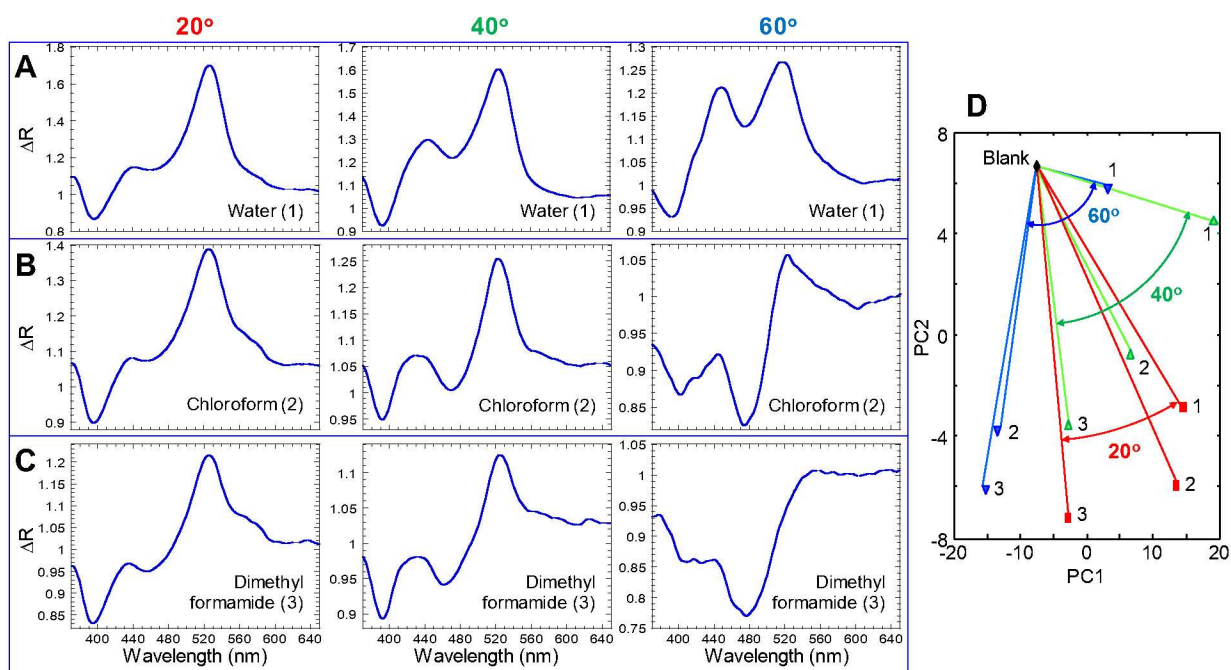 20° 40° 60°
A
1.8
1.6
1.4
1.2
1
0.8
ΔR
Water (1)
1.7
1.6
1.5
1.4
1.3
1.2
1.1
1
0.9
Water (1)
1.3
1.25
1.2
1.15
1.1
1.05
1
0.95
0.9
Water (1)
B
1.4
1.3
1.2
1.1
1
0.9
ΔR
Chloroform (2)
1.25
1.2
1.15
1.1
1.05
1
0.95
Chloroform (2)
1.05
1
0.95
0.9
0.85
Chloroform (2)
C
1.2
1.15
1.1
1.05
1
0.95
0.9
0.85
ΔR
Dimethyl
formamide (3)
400 440 480 520 560 600 640
Wavelength (nm)
1.1
1.05
1
0.95
0.9
Dimethyl
formamide (3)
400 440 480 520 560 600 640
Wavelength (nm)
1.05
1
0.95
0.9
0.85
0.8
0.75
Dimethyl
formamide (3)
400 440 480 520 560 600 640
Wavelength (nm)
D
8
4
0
-4
-8
PC2
Blank
1
60°
1
40°
2
1
3
20°
2
2
3
3
-20 -10 0 10 20
PC1